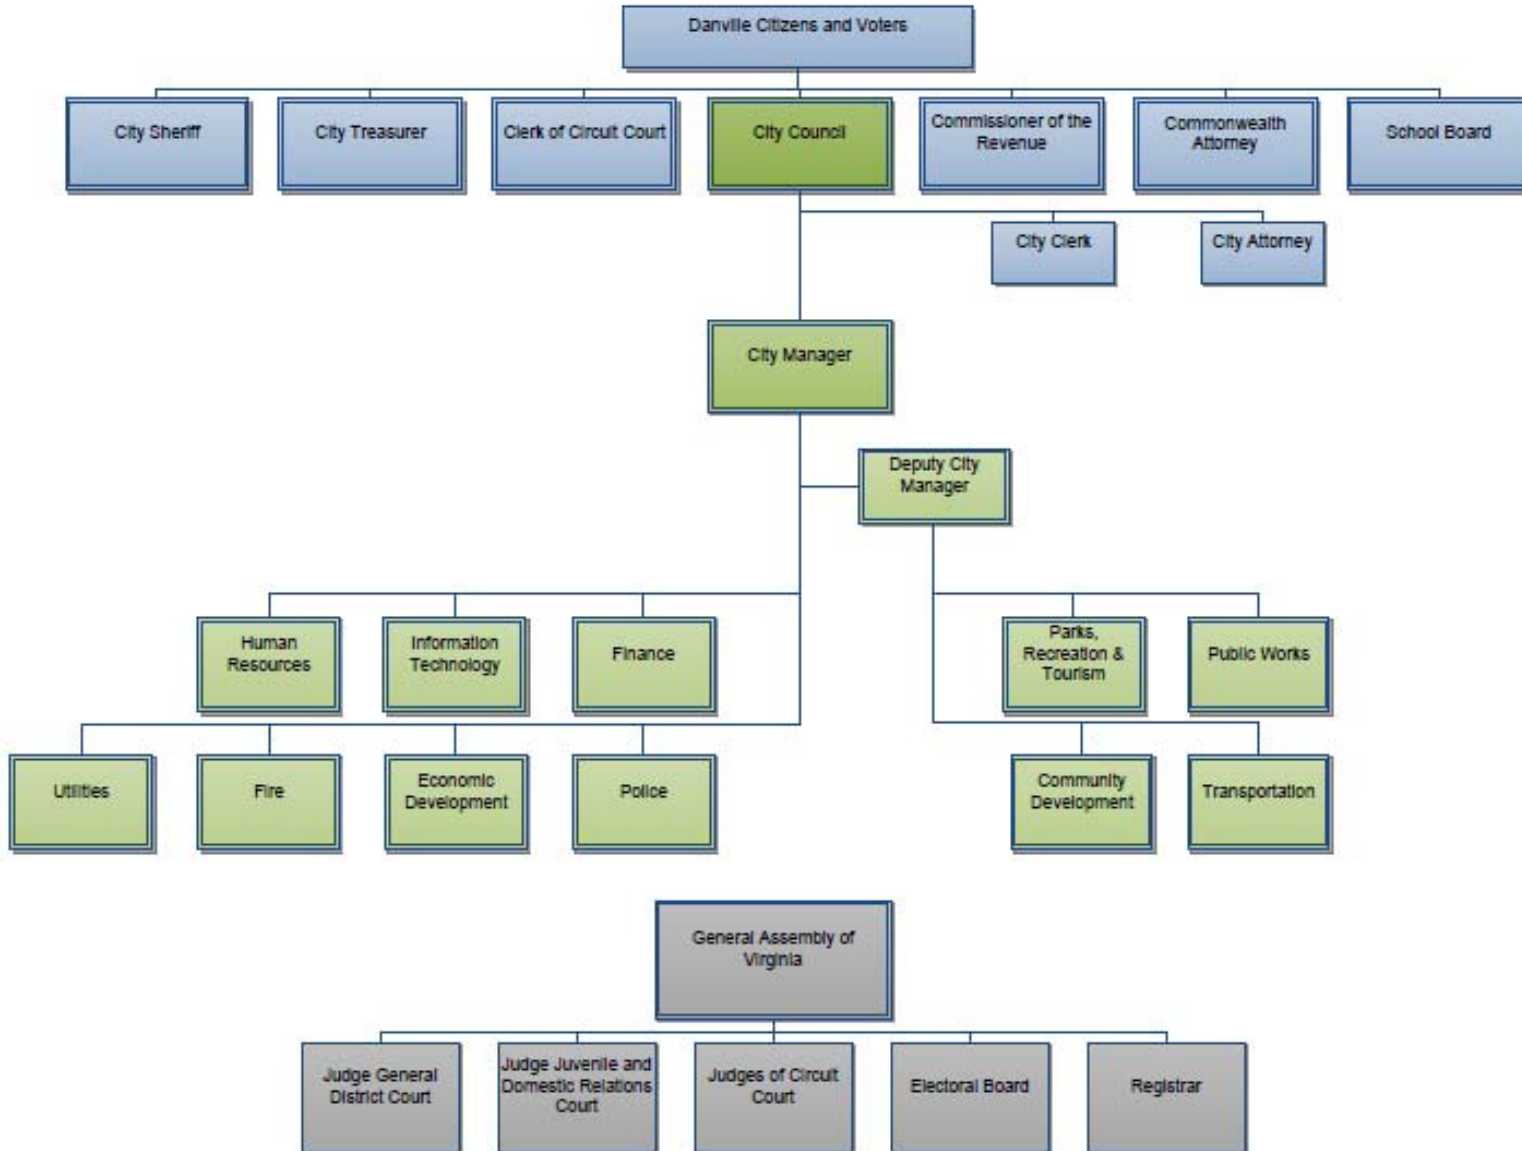 Danville Citizens and Voters
City Sheriff
City Treasurer
Clerk of Circuit Court
City Council
Commissioner of the
Revenue
Commonwealth
Attorney
School Board
City Clerk
City Attorney
City Manager
Deputy City
Manager
Human
Resources
Information
Technology
Finance
Parks,
Recreation &
Tourism
Public Works
Utilities
Fire
Economic
Development
Police
Community
Development
Transportation
General Assembly of
Virginia
Judge General
District Court
Judge Juvenile and
Domestic Relations
Court
Judges of Circuit
Court
Electoral Board
Registrar